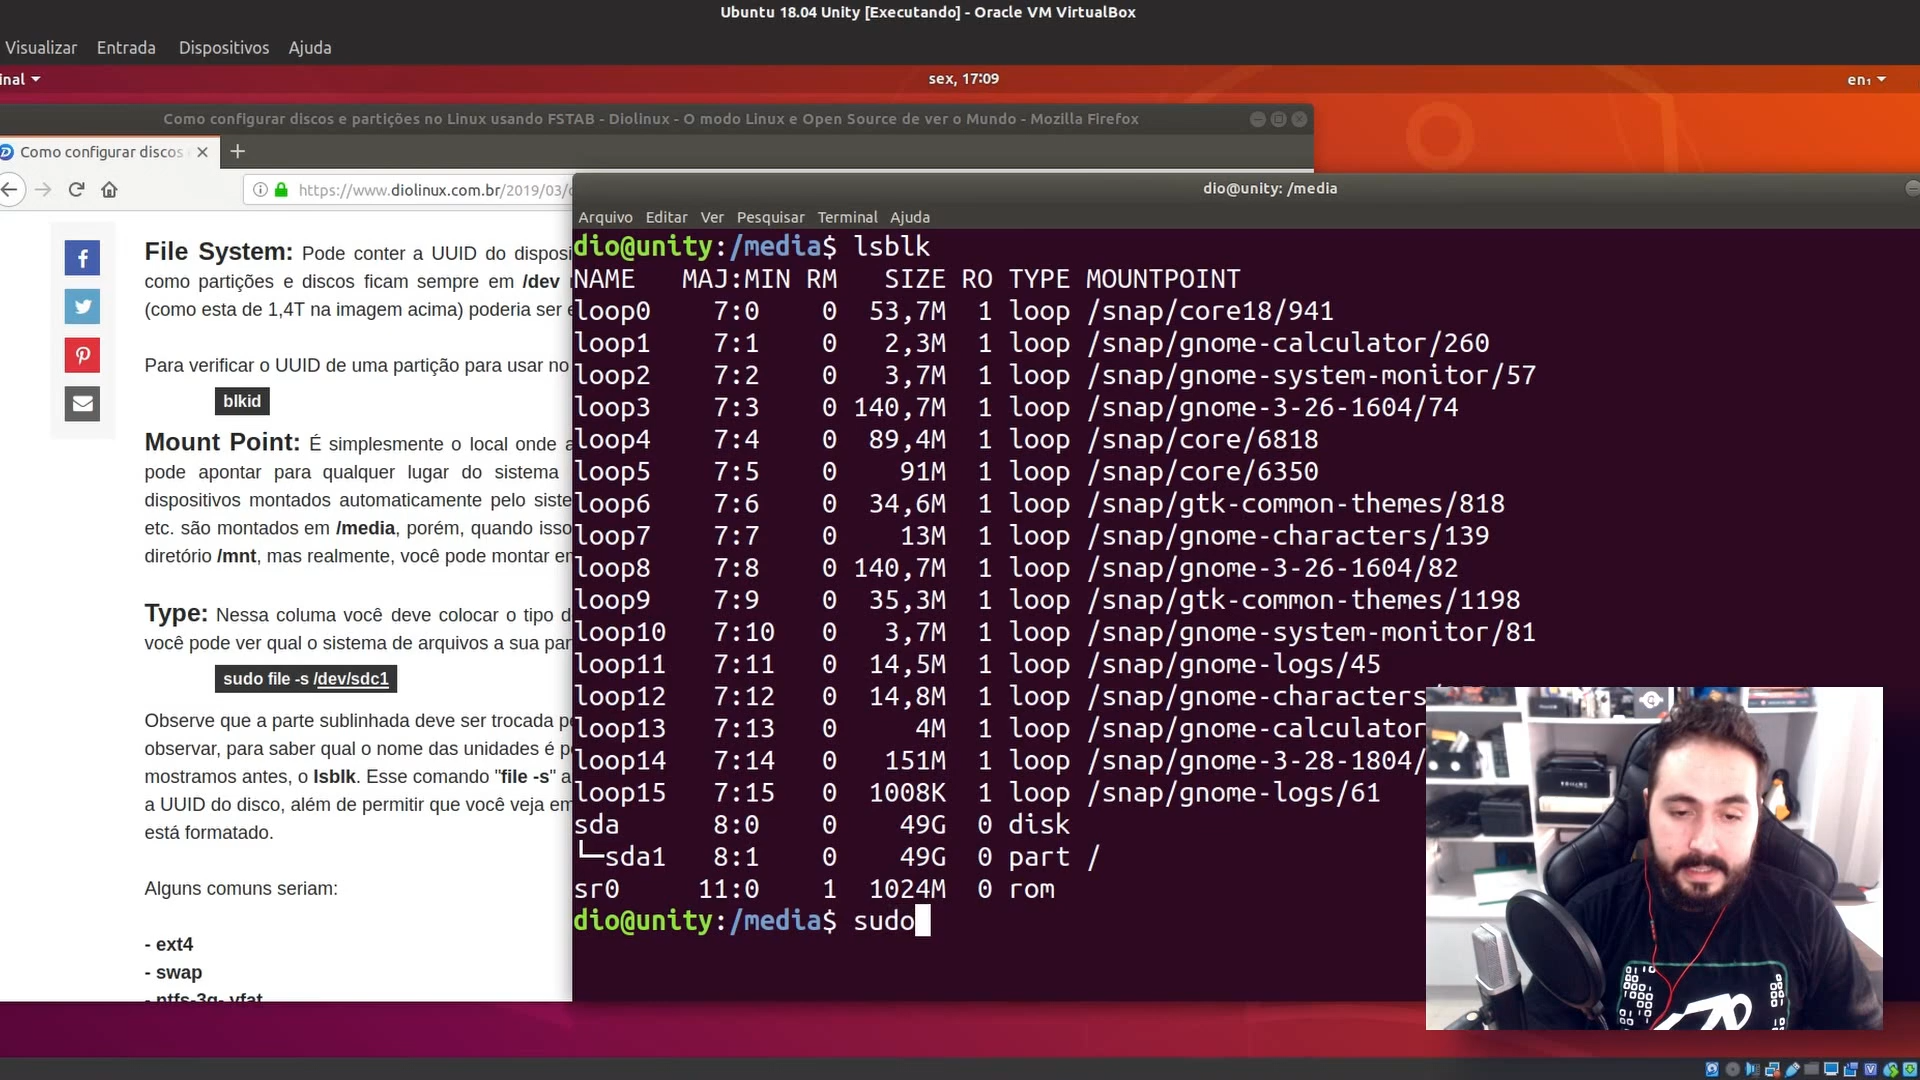 Ubuntu 18.04 Unity [Executando] - Oracle VM VirtualBox
Visualizar Entrada Dispositivos Ajuda
inal sex, 17:09 en₁
Como configurar discos e partições no Linux usando FSTAB - Diolinux - O modo Linux e Open Source de ver o Mundo - Mozilla Firefox
Como configurar discos
https://www.diolinux.com.br/2019/03/
File System: Pode conter a UUID do disposi
como partições e discos ficam sempre em /dev
(como esta de 1,4T na imagem acima) poderia ser
Para verificar o UUID de uma partição para usar no
blkid
Mount Point: É simplesmente o local onde
pode apontar para qualquer lugar do sistema
dispositivos montados automaticamente pelo siste
etc. são montados em /media, porém, quando isso
diretório /mnt, mas realmente, você pode montar
Type: Nessa columa você deve colocar o tipo
você pode ver qual o sistema de arquivos a sua par
sudo file -s /dev/sdc1
Observe que a parte sublinhada deve ser trocada
observar, para saber qual o nome das unidades é
mostramos antes, o lsblk. Esse comando "file -s" a
a UUID do disco, além de permitir que você veja em
está formatado.
Alguns comuns seriam:
- ext4
- swap
- ntfs-3g- vfat
dio@unity: /media
Arquivo Editar Ver Pesquisar Terminal Ajuda
dio@unity:/media$ lsblk
NAME MAJ:MIN RM SIZE RO TYPE MOUNTPOINT
loop0 7:0 0 53,7M 1 loop /snap/core18/941
loop1 7:1 0 2,3M 1 loop /snap/gnome-calculator/260
loop2 7:2 0 3,7M 1 loop /snap/gnome-system-monitor/57
loop3 7:3 0 140,7M 1 loop /snap/gnome-3-26-1604/74
loop4 7:4 0 89,4M 1 loop /snap/core/6818
loop5 7:5 0 91M 1 loop /snap/core/6350
loop6 7:6 0 34,6M 1 loop /snap/gtk-common-themes/818
loop7 7:7 0 13M 1 loop /snap/gnome-characters/139
loop8 7:8 0 140,7M 1 loop /snap/gnome-3-26-1604/82
loop9 7:9 0 35,3M 1 loop /snap/gtk-common-themes/1198
loop10 7:10 0 3,7M 1 loop /snap/gnome-system-monitor/81
loop11 7:11 0 14,5M 1 loop /snap/gnome-logs/45
loop12 7:12 0 14,8M 1 loop /snap/gnome-characters
loop13 7:13 0 4M 1 loop /snap/gnome-calculator
loop14 7:14 0 151M 1 loop /snap/gnome-3-28-1804/
loop15 7:15 0 1008K 1 loop /snap/gnome-logs/61
sda 8:0 0 49G 0 disk
└─sda1 8:1 0 49G 0 part /
sr0 11:0 1 1024M 0 rom
dio@unity:/media$ sudo